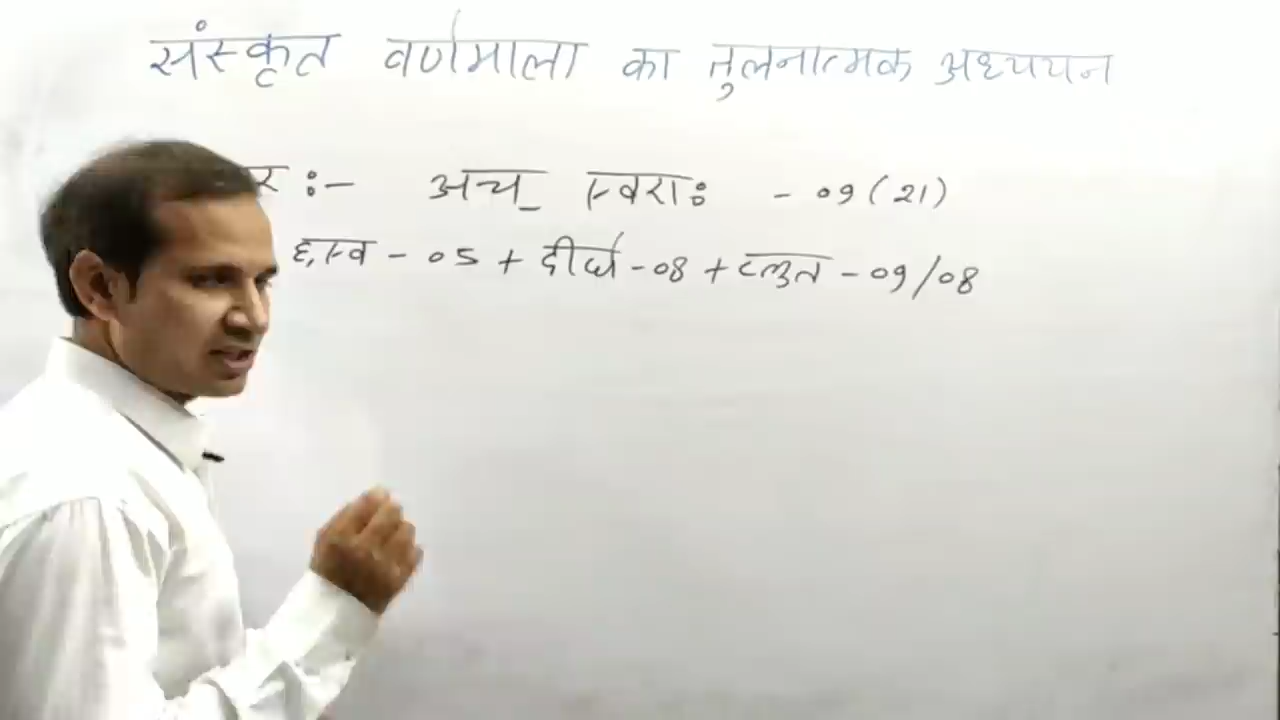 संस्कृत वर्णमाला का तुलनात्मक अध्ययन
र :- अच् स्वराः - 09 (21)
ह्रस्व - 05 + दीर्घ - 08 + प्लुत - 09/08